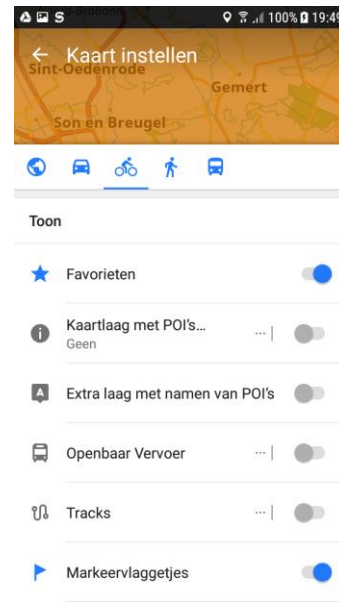 100% 19:49
Kaart instellen
Sint-Oedenrode
Gemert
Son en Breugel
Toon
Favorieten
Kaartlaag met POI's...
Geen
Extra laag met namen van POI's
Openbaar Vervoer
Tracks
Markeervlaggetjes